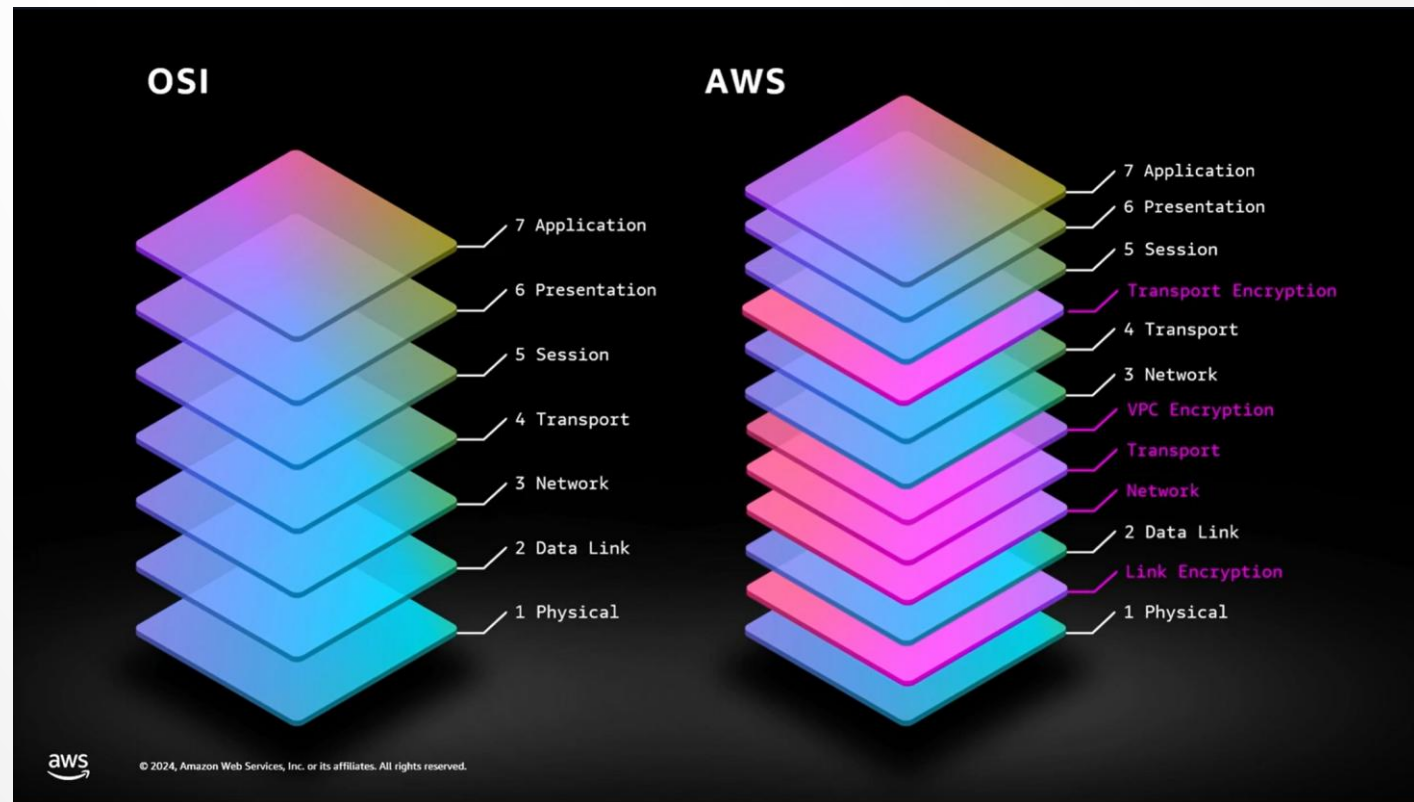 OSI
7 Application
6 Presentation
5 Session
4 Transport
3 Network
2 Data Link
1 Physical
AWS
7 Application
6 Presentation
5 Session
Transport Encryption
4 Transport
3 Network
VPC Encryption
Transport
Network
2 Data Link
Link Encryption
1 Physical
aws
© 2024, Amazon Web Services, Inc. or its affiliates. All rights reserved.